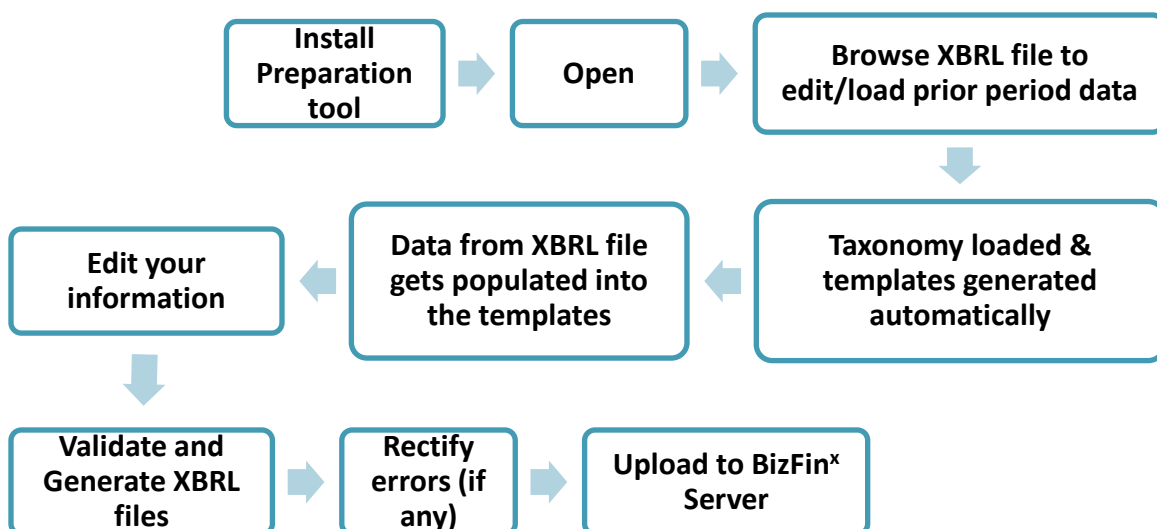 Install
Preparation
tool
Open
Browse XBRL file to
edit/load prior period data
Taxonomy loaded &
templates generated
automatically
Data from XBRL file
gets populated into
the templates
Edit your
information
Validate and
Generate XBRL
files
Rectify
errors (if
any)
Upload to BizFinˣ
Server